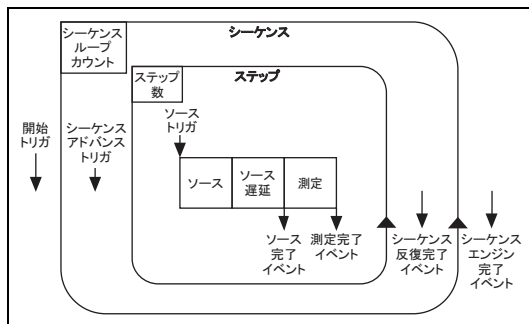 シーケンス
ループ
カウント
シーケンス
ステップ
数
ステップ
開始
トリガ
シーケンス
アドバンス
トリガ
ソース
トリガ
ソース
ソース
遅延
測定
ソース
完了
イベント
測定完了
イベント
シーケンス
反復完了
イベント
シーケンス
エンジン
完了
イベント